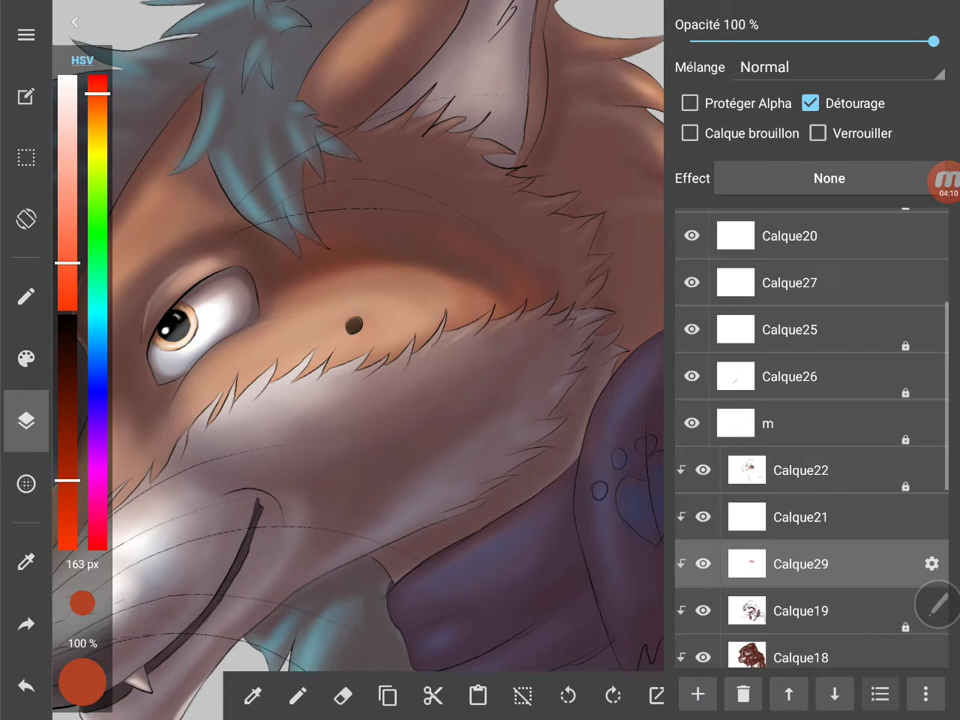 Opacité 100 %
HSV
Mélange Normal
Protéger Alpha Détourage
Calque brouillon Verrouiller
Effect None
04:10
Calque20
Calque27
Calque25
Calque26
m
Calque22
Calque21
163 px
Calque29
Calque19
100 %
Calque18